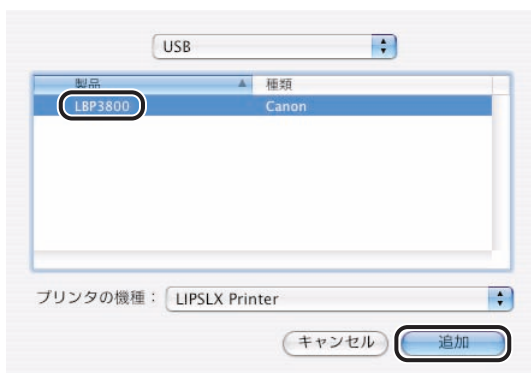 USB
製品 種類
LBP3800 Canon
プリンタの機種： LIPSLX Printer
キャンセル 追加